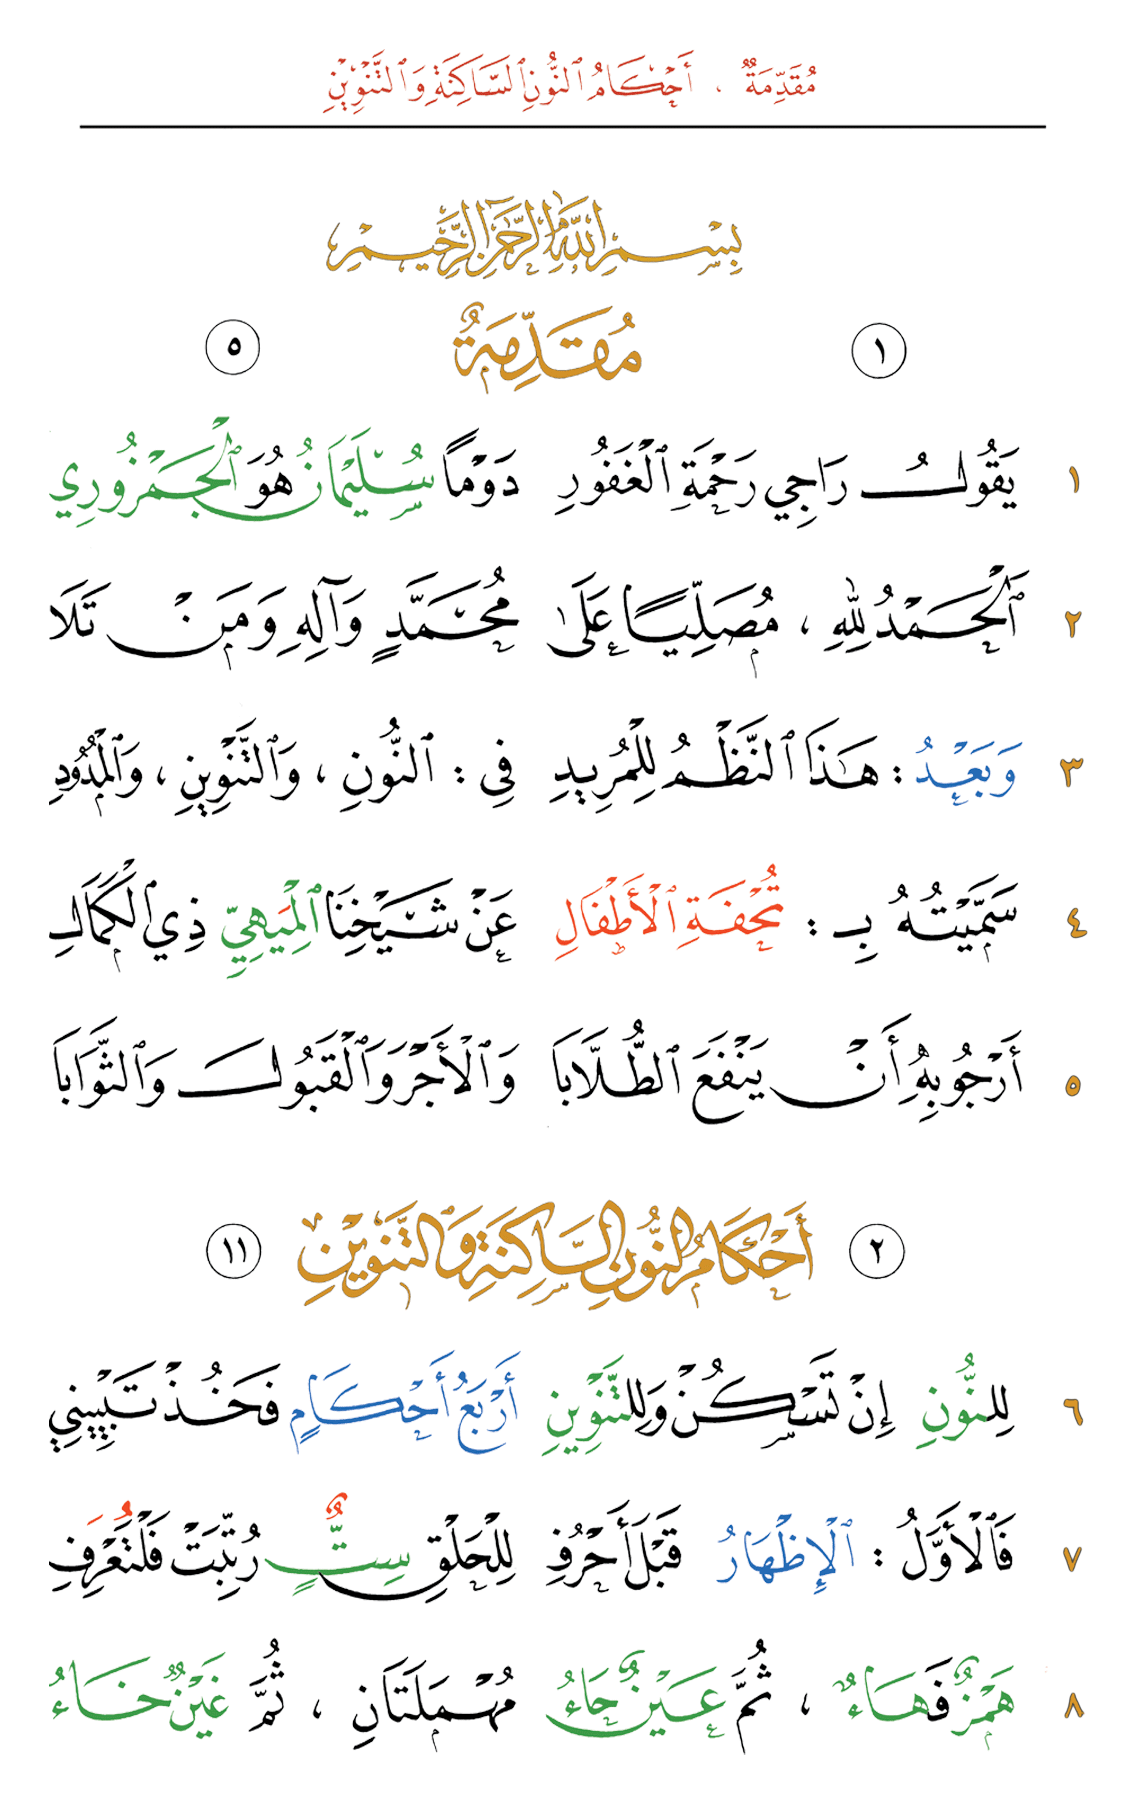 مُقَدِّمَةٌ ، أَحْكَامُ ٱلنُّونِ ٱلسَّاكِنَةِ وَٱلتَّنْوِينِ
بِسْمِ ٱللَّهِ ٱلرَّحْمَٰنِ ٱلرَّحِيمِ
١ مُقَدِّمَةٌ ٥
١ يَقُولُ رَاجِي رَحْمَةِ ٱلْغَفُورِ دَوْمًا سُلَيْمَانُ هُوَ ٱلْجَمْزُورِي
٢ ٱلْحَمْدُ لِلَّهِ ، مُصَلِّيًا عَلَىٰ مُحَمَّدٍ وَآلِهِ وَمَنْ تَلَا
٣ وَبَعْدُ : هَٰذَا ٱلنَّظْمُ لِلْمُرِيدِ فِي : ٱلنُّونِ ، وَٱلتَّنْوِينِ ، وَٱلْمُدُودِ
٤ سَمَّيْتُهُ بِـ : تُحْفَةِ ٱلْأَطْفَالِ عَنْ شَيْخِنَا ٱلْمِيهِيِّ ذِي ٱلْكَمَالِ
٥ أَرْجُو بِهِ أَنْ يَنْفَعَ ٱلطُّلَّابَا وَٱلْأَجْرَ وَٱلْقَبُولَ وَٱلثَّوَابَا
٢ أَحْكَامُ ٱلنُّونِ ٱلسَّاكِنَةِ وَٱلتَّنْوِينِ ١١
٦ لِلنُّونِ إِنْ تَسْكُنْ وَلِلتَّنْوِينِ أَرْبَعُ أَحْكَامٍ فَخُذْ تَبْيِينِي
٧ فَٱلْأَوَّلُ : ٱلْإِظْهَارُ قَبْلَ أَحْرُفِ لِلْحَلْقِ سِتٌٍّ رُتِّبَتْ فَلْتُعْرَفِ
٨ هَمْزٌ فَهَاءٌ ، ثُمَّ عَيْنٌ حَاءُ مُهْمَلَتَانِ ، ثُمَّ غَيْنٌ خَاءُ